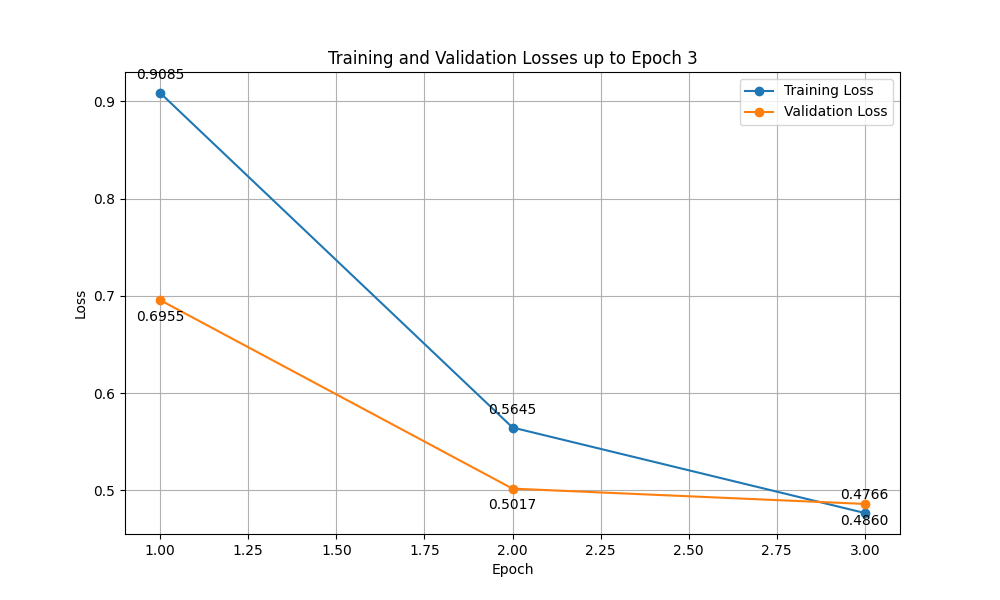 Training and Validation Losses up to Epoch 3
0.9085
Training Loss
Validation Loss
0.9
0.8
0.7
0.6
0.5
Loss
0.6955
0.5645
0.5017
0.4766
0.4860
1.00 1.25 1.50 1.75 2.00 2.25 2.50 2.75 3.00
Epoch